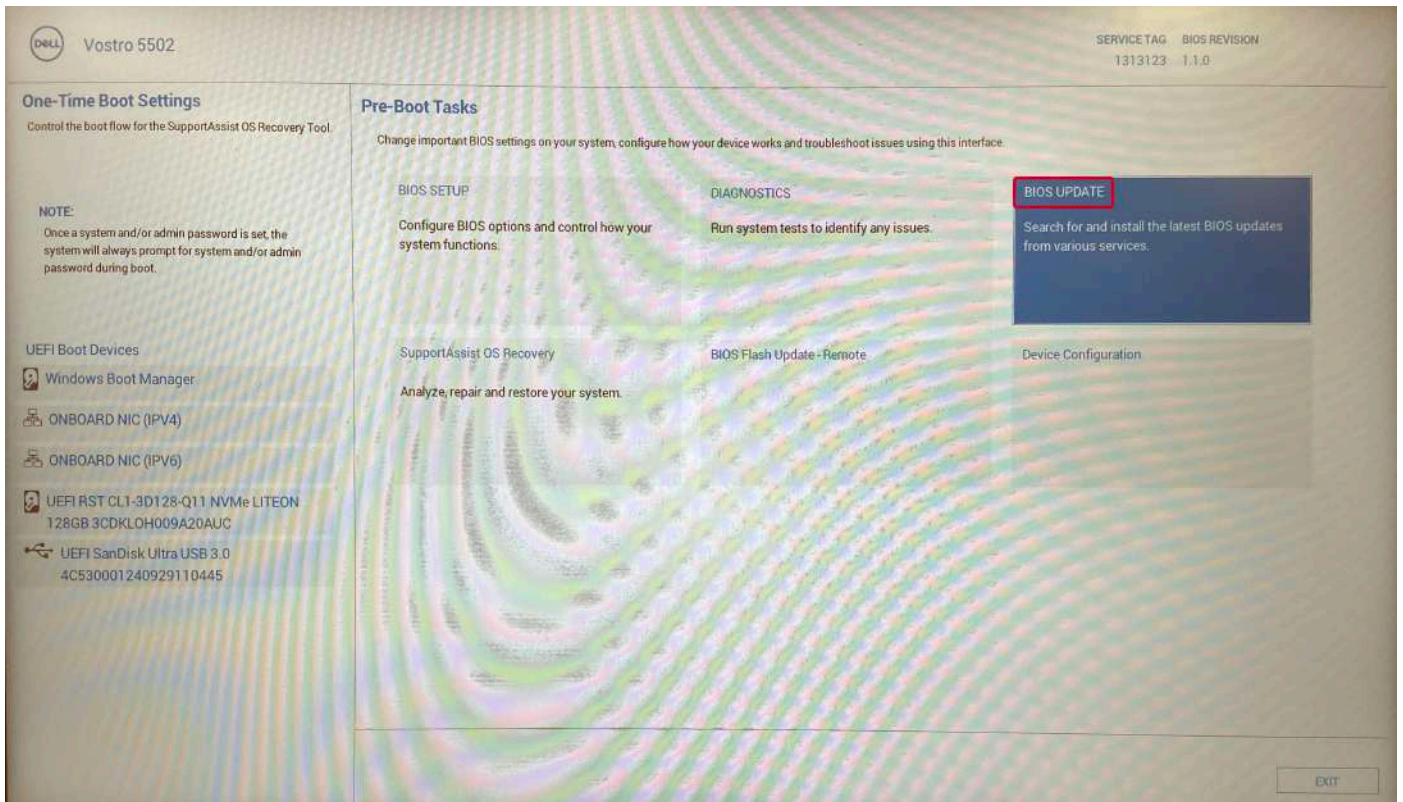 DELL
Vostro 5502
SERVICE TAG BIOS REVISION
1313123 1.1.0
One-Time Boot Settings
Control the boot flow for the SupportAssist OS Recovery Tool.
NOTE:
Once a system and/or admin password is set, the
system will always prompt for system and/or admin
password during boot.
UEFI Boot Devices
Windows Boot Manager
ONBOARD NIC (IPV4)
ONBOARD NIC (IPV6)
UEFI RST CL1-3D128-Q11 NVMe LITEON
128GB 3CDKLOH009A20AUC
UEFI SanDisk Ultra USB 3.0
4C530001240929110445
Pre-Boot Tasks
Change important BIOS settings on your system, configure how your device works and troubleshoot issues using this interface.
BIOS SETUP
Configure BIOS options and control how your
system functions.
DIAGNOSTICS
Run system tests to identify any issues.
BIOS UPDATE
Search for and install the latest BIOS updates
from various services.
SupportAssist OS Recovery
Analyze, repair and restore your system.
BIOS Flash Update - Remote
Device Configuration
EXIT